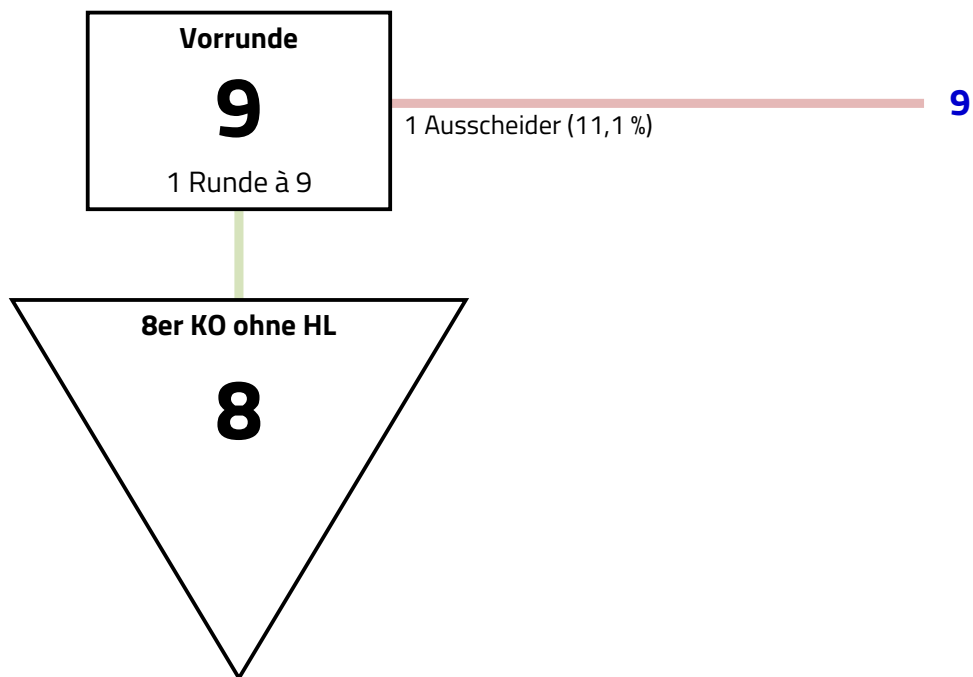 Vorrunde
9
1 Runde à 9
1 Ausscheider (11,1 %)
9
8er KO ohne HL
8